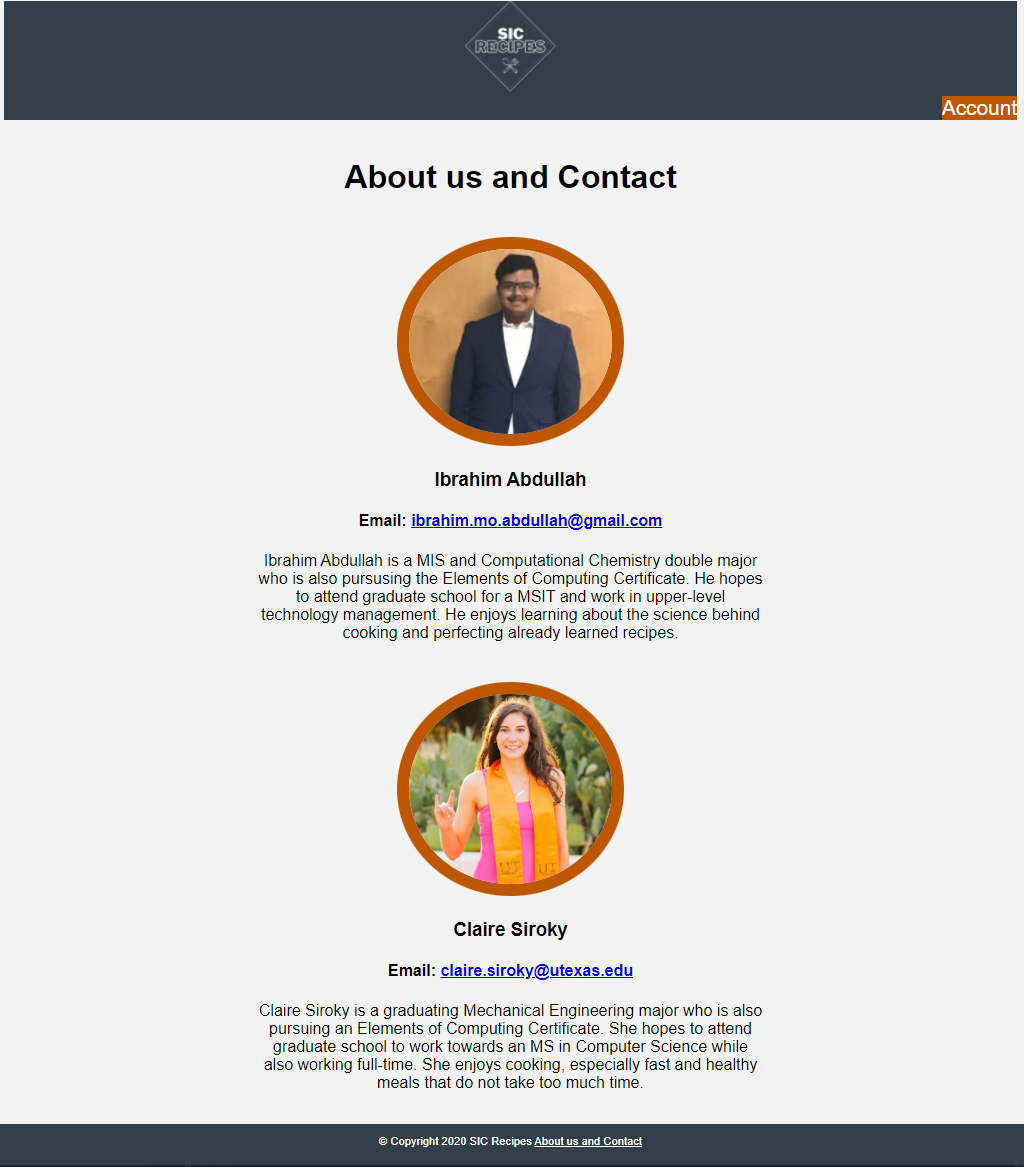 SIC
RECIPES
Account
About us and Contact
Ibrahim Abdullah
Email: ibrahim.mo.abdullah@gmail.com
Ibrahim Abdullah is a MIS and Computational Chemistry double major
who is also pursusing the Elements of Computing Certificate. He hopes
to attend graduate school for a MSIT and work in upper-level
technology management. He enjoys learning about the science behind
cooking and perfecting already learned recipes.
UT UT
Claire Siroky
Email: claire.siroky@utexas.edu
Claire Siroky is a graduating Mechanical Engineering major who is also
pursuing an Elements of Computing Certificate. She hopes to attend
graduate school to work towards an MS in Computer Science while
also working full-time. She enjoys cooking, especially fast and healthy
meals that do not take too much time.
© Copyright 2020 SIC Recipes About us and Contact